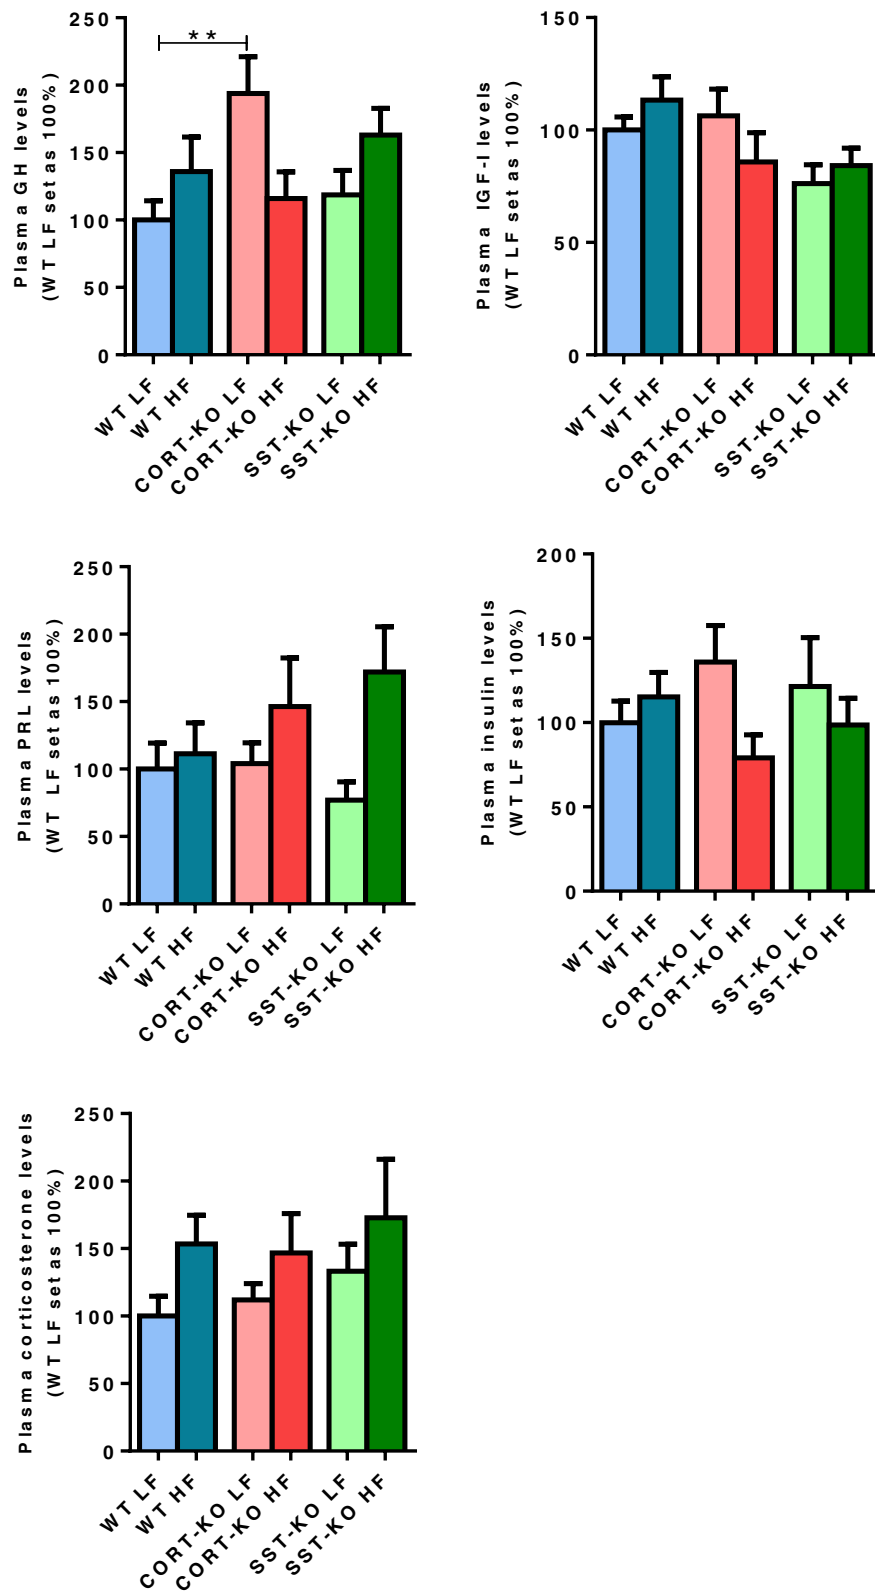 Plasma GH levels
(WT LF set as 100%)
250
200
150
100
50
0
**
WT LF
WT HF
CORT-KO LF
CORT-KO HF
SST-KO LF
SST-KO HF
Plasma IGF-I levels
(WT LF set as 100%)
150
100
50
0
WT LF
WT HF
CORT-KO LF
CORT-KO HF
SST-KO LF
SST-KO HF
Plasma PRL levels
(WT LF set as 100%)
250
200
150
100
50
0
WT LF
WT HF
CORT-KO LF
CORT-KO HF
SST-KO LF
SST-KO HF
Plasma insulin levels
(WT LF set as 100%)
200
150
100
50
0
WT LF
WT HF
CORT-KO LF
CORT-KO HF
SST-KO LF
SST-KO HF
Plasma corticosterone levels
(WT LF set as 100%)
250
200
150
100
50
0
WT LF
WT HF
CORT-KO LF
CORT-KO HF
SST-KO LF
SST-KO HF